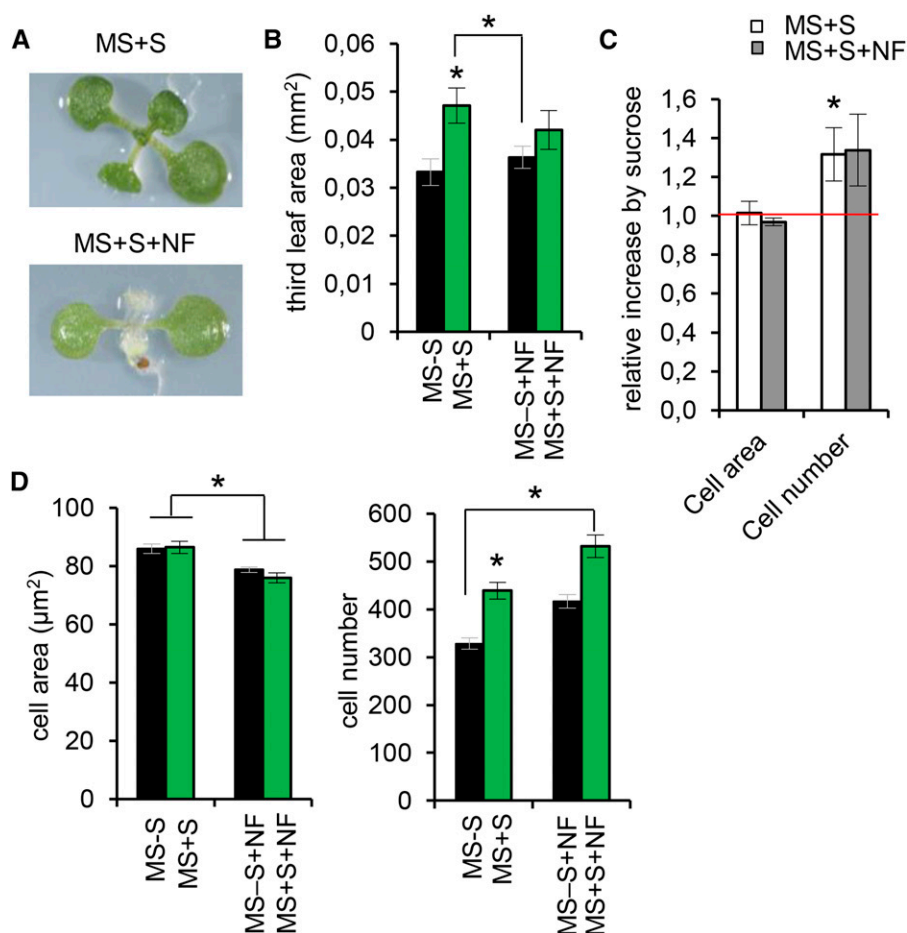 A
MS+S
MS+S+NF
B
third leaf area (mm²)
0,06
0,05
0,04
0,03
0,02
0,01
0
*
*
MS-S
MS+S
MS–S+NF
MS+S+NF
C
MS+S
MS+S+NF
relative increase by sucrose
1,6
1,4
1,2
1,0
0,8
0,6
0,4
0,2
0,0
*
Cell area
Cell number
D
cell area (µm²)
100
80
60
40
20
0
*
MS-S
MS+S
MS–S+NF
MS+S+NF
cell number
600
500
400
300
200
100
0
*
*
MS-S
MS+S
MS–S+NF
MS+S+NF